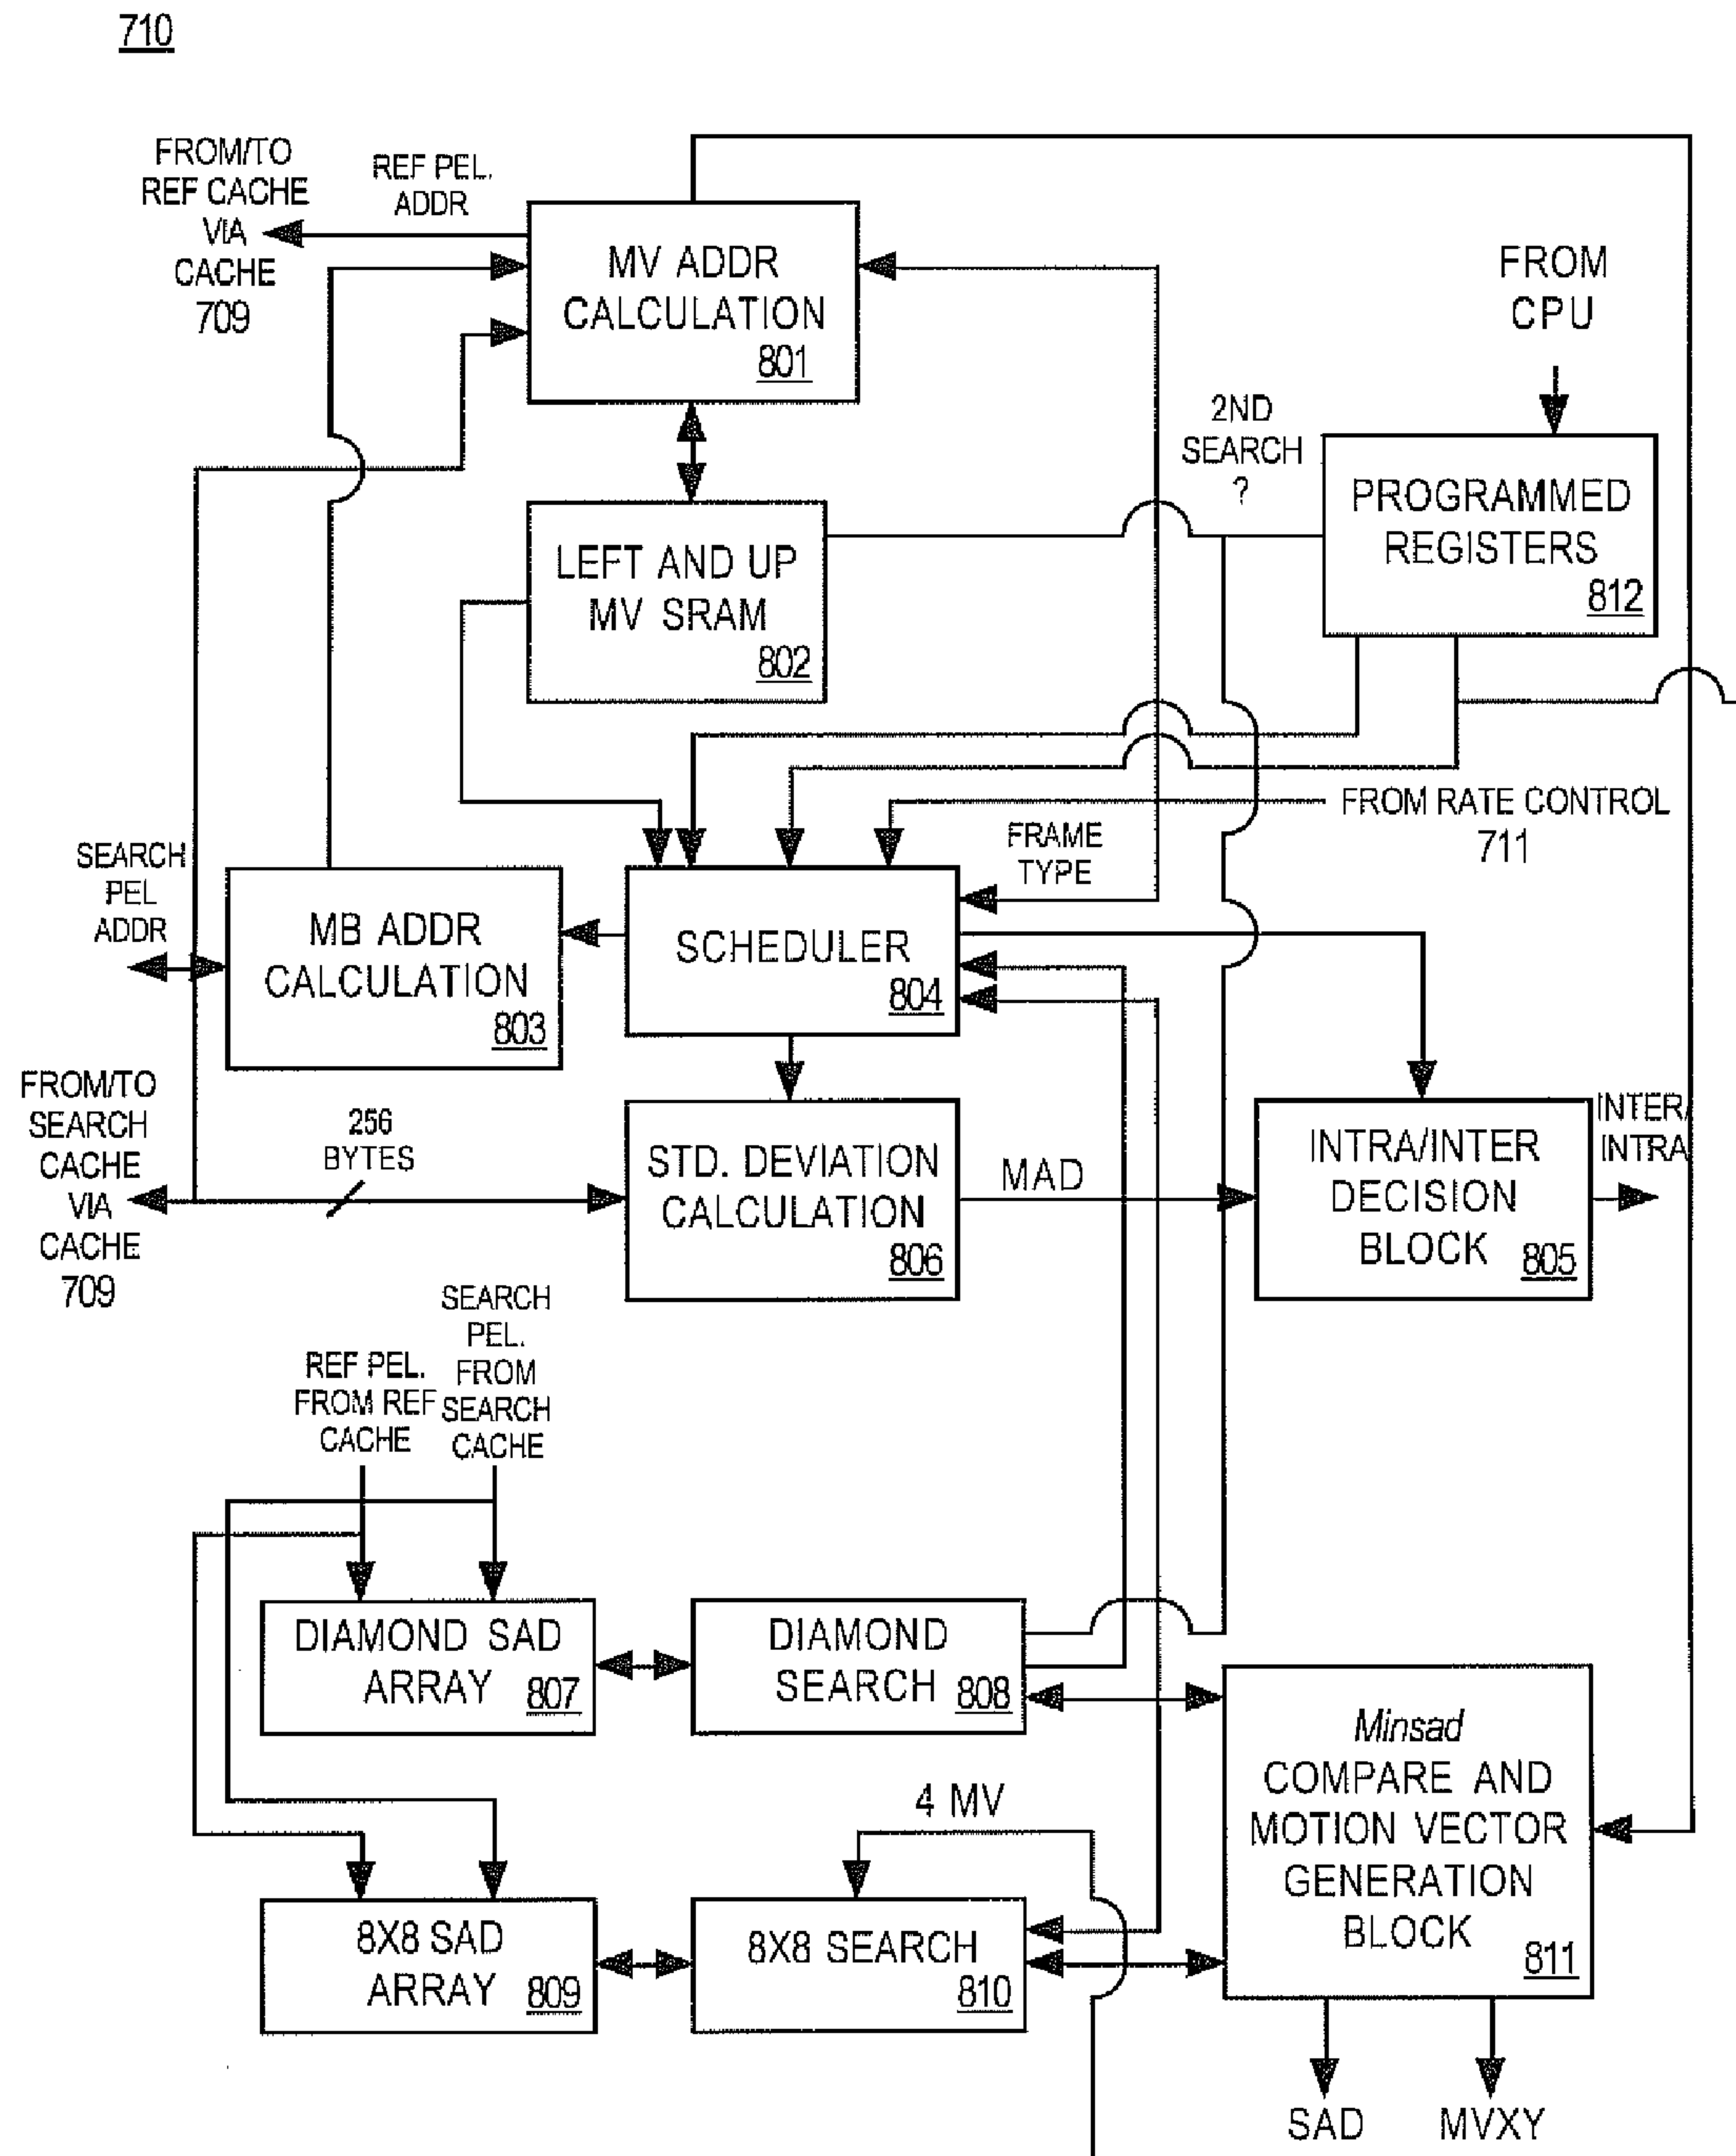 710
FROM/TO
REF CACHE
VIA
CACHE
709
REF PEL.
ADDR
MV ADDR
CALCULATION
801
FROM
CPU
2ND
SEARCH
?
PROGRAMMED
REGISTERS
812
LEFT AND UP
MV SRAM
802
FROM RATE CONTROL
711
FRAME
TYPE
SEARCH
PEL
ADDR
MB ADDR
CALCULATION
803
SCHEDULER
804
FROM/TO
SEARCH
CACHE
VIA
CACHE
709
256
BYTES
STD. DEVIATION
CALCULATION
806
MAD
INTRA/INTER
DECISION
BLOCK
805
INTER/
INTRA
REF PEL.
FROM REF
CACHE
SEARCH
PEL.
FROM
SEARCH
CACHE
DIAMOND SAD
ARRAY
807
DIAMOND
SEARCH
808
Minsad
COMPARE AND
MOTION VECTOR
GENERATION
BLOCK
811
4 MV
8X8 SAD
ARRAY
809
8X8 SEARCH
810
SAD
MVXY